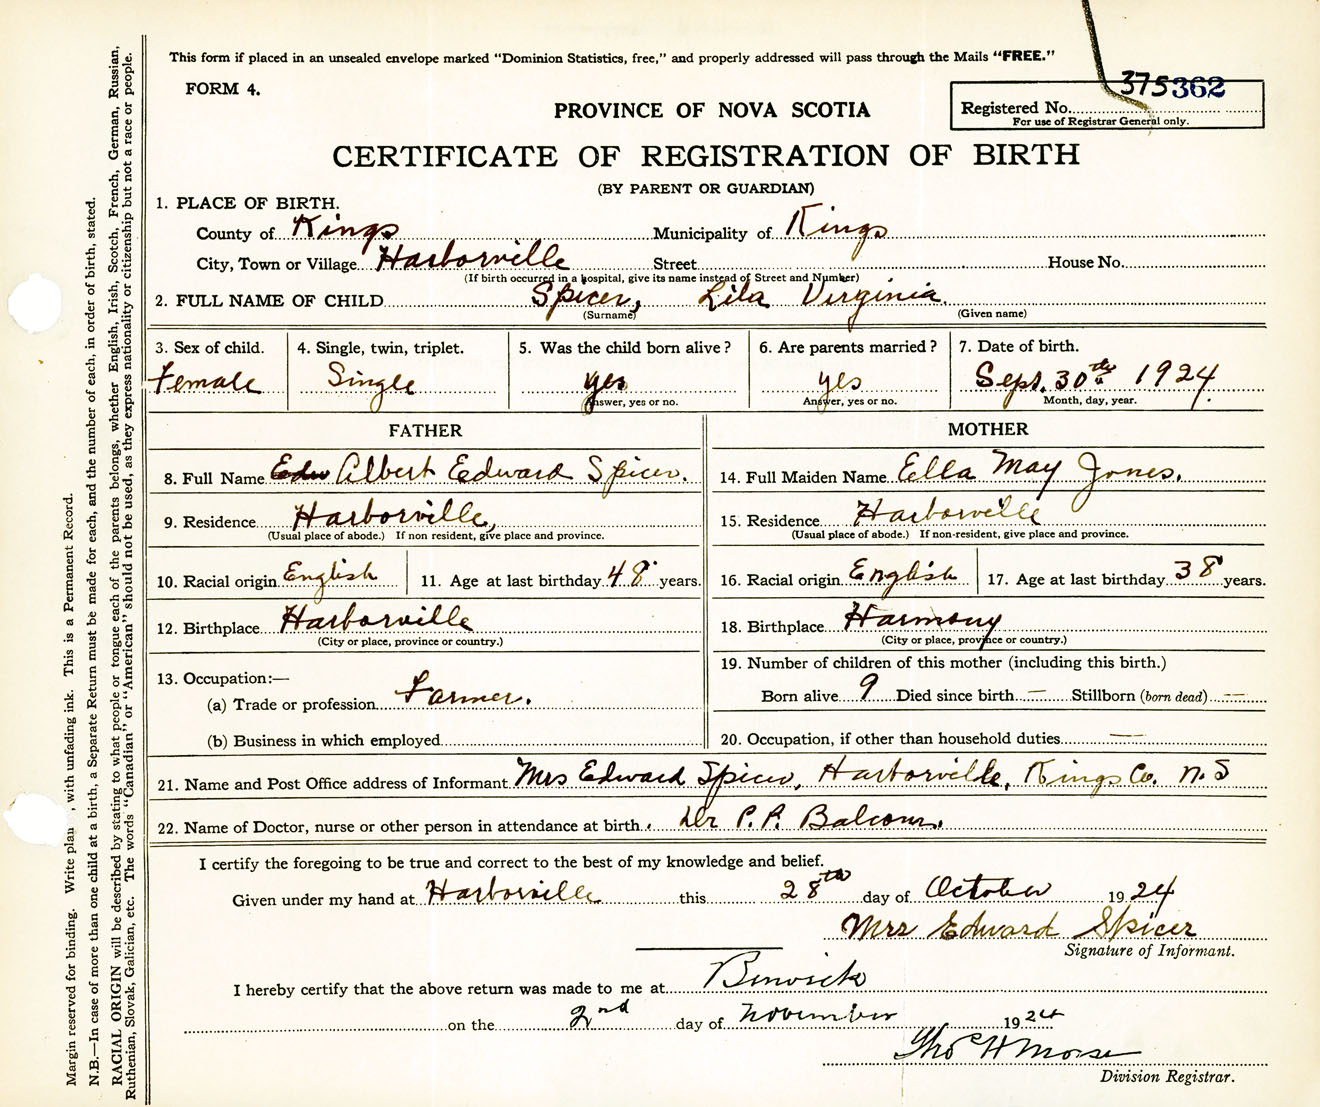 This form if placed in an unsealed envelope marked "Dominion Statistics, free," and properly addressed will pass through the Mails "FREE."
FORM 4.
375362
PROVINCE OF NOVA SCOTIA
Registered No.
For use of Registrar General only.
CERTIFICATE OF REGISTRATION OF BIRTH
(BY PARENT OR GUARDIAN)
1. PLACE OF BIRTH.
County of Kings Municipality of Kings
City, Town or Village Harborville Street House No.
(If birth occurred in a hospital, give its name instead of Street and Number)
2. FULL NAME OF CHILD Spicer, Lila Virginia
(Surname) (Given name)
3. Sex of child. 4. Single, twin, triplet. 5. Was the child born alive? 6. Are parents married? 7. Date of birth.
Female Single yes yes Sept. 30th 1924.
Answer, yes or no. Answer, yes or no. Month, day, year.
FATHER MOTHER
8. Full Name Edw Albert Edward Spicer. 14. Full Maiden Name Ella May Jones.
9. Residence Harborville, 15. Residence Harborville
(Usual place of abode.) If non resident, give place and province. (Usual place of abode.) If non-resident, give place and province.
10. Racial origin English 11. Age at last birthday 48 years. 16. Racial origin English 17. Age at last birthday 38 years.
12. Birthplace Harborville 18. Birthplace Harmony
(City or place, province or country.) (City or place, province or country.)
13. Occupation:— 19. Number of children of this mother (including this birth.)
(a) Trade or profession Farmer. Born alive 9 Died since birth — Stillborn (born dead) —
(b) Business in which employed 20. Occupation, if other than household duties —
21. Name and Post Office address of Informant Mrs Edward Spicer, Harborville, Kings Co. N.S
22. Name of Doctor, nurse or other person in attendance at birth. Dr P.P. Balcom.
I certify the foregoing to be true and correct to the best of my knowledge and belief.
Given under my hand at Harborville this 28th day of October 1924
Mrs Edward Spicer
Signature of Informant.
I hereby certify that the above return was made to me at Berwick
on the 2nd day of November 1924
Thos H Morse
Division Registrar.
Margin reserved for binding. Write plain , with unfading ink. This is a Permanent Record.
N.B.—In case of more than one child at a birth, a Separate Return must be made for each, and the number of each, in order of birth, stated.
RACIAL ORIGIN will be described by stating to what people or tongue each of the parents belongs, whether English, Irish, Scotch, French, German, Russian,
Ruthenian, Slovak, Galician, etc. The words "Canadian" or "American" should not be used, as they express nationality or citizenship but not a race or people.